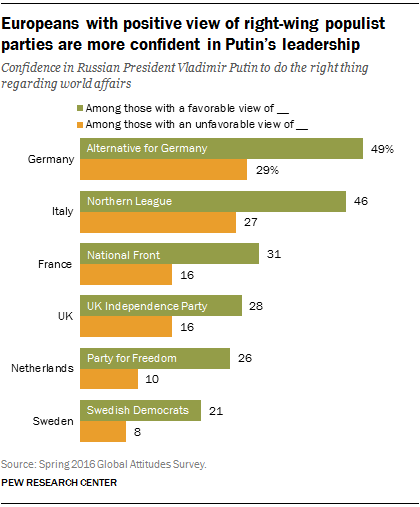 Europeans with positive view of right-wing populist
parties are more confident in Putin's leadership
Confidence in Russian President Vladimir Putin to do the right thing
regarding world affairs
Among those with a favorable view of __
Among those with an unfavorable view of __
Germany
Alternative for Germany
49%
29%
Italy
Northern League
46
27
France
National Front
31
16
UK
UK Independence Party
28
16
Netherlands
Party for Freedom
26
10
Sweden
Swedish Democrats
21
8
Source: Spring 2016 Global Attitudes Survey.
PEW RESEARCH CENTER